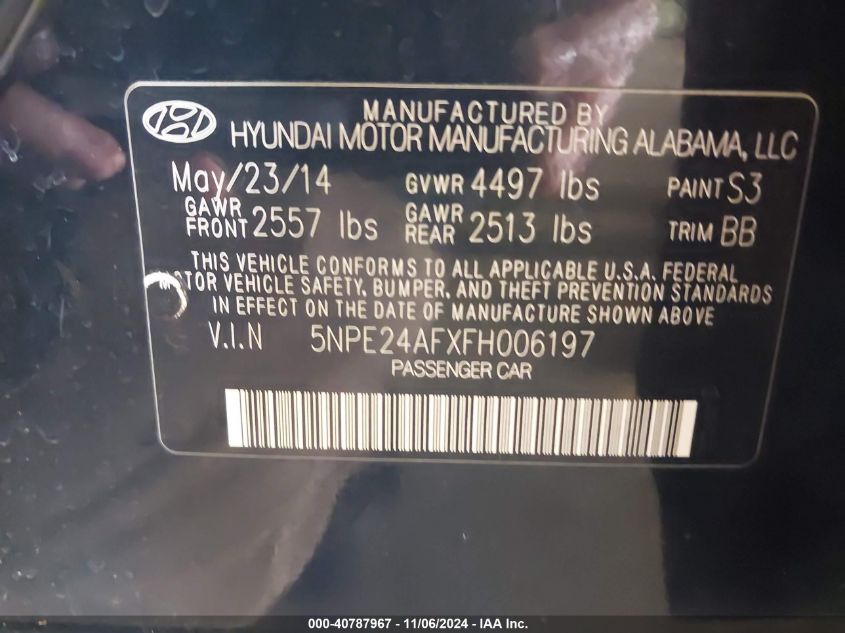 MANUFACTURED BY
HYUNDAI MOTOR MANUFACTURING ALABAMA, LLC
May/23/14 GVWR 4497 lbs PAINT S3
GAWR FRONT 2557 lbs GAWR REAR 2513 lbs TRIM BB
THIS VEHICLE CONFORMS TO ALL APPLICABLE U.S.A. FEDERAL
MOTOR VEHICLE SAFETY, BUMPER, AND THEFT PREVENTION STANDARDS
IN EFFECT ON THE DATE OF MANUFACTURE SHOWN ABOVE
V.I.N 5NPE24AFXFH006197
PASSENGER CAR
000-40787967 - 11/06/2024 - IAA Inc.